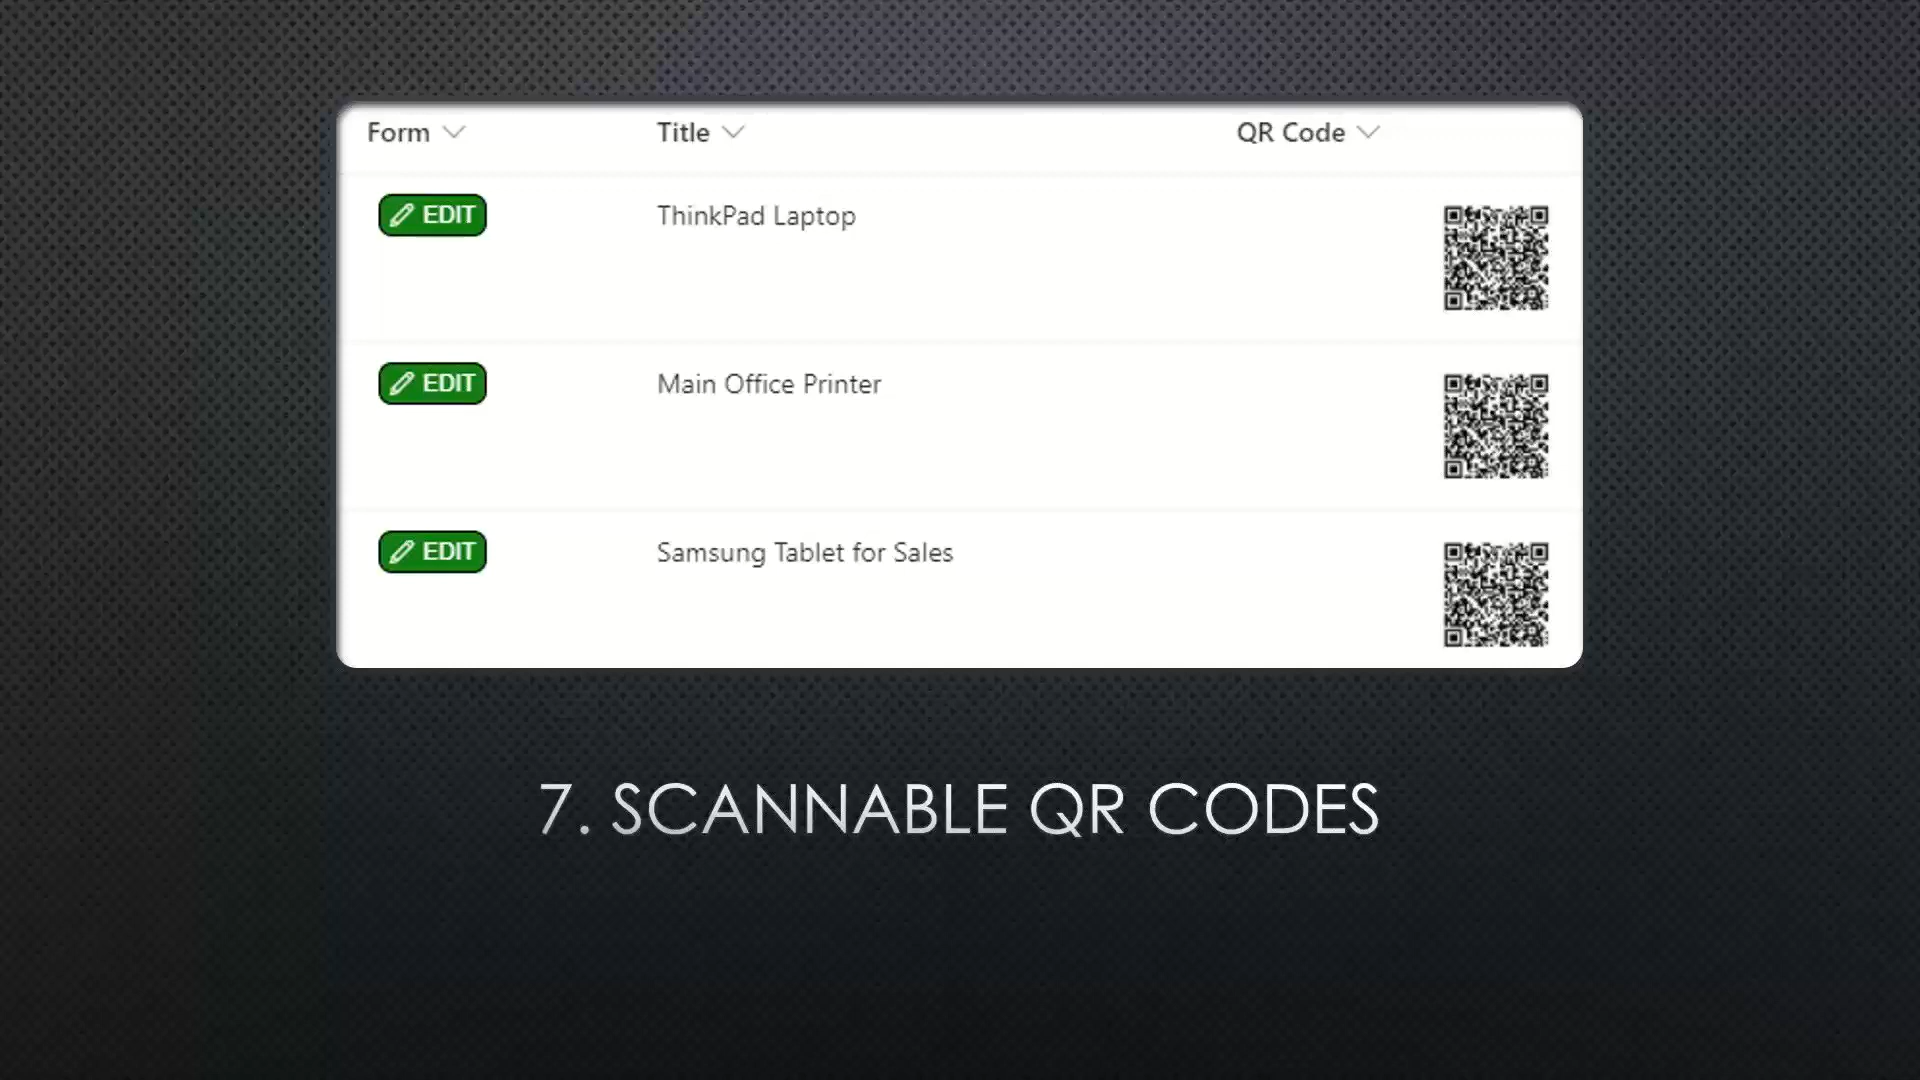 Form Title QR Code
EDIT ThinkPad Laptop
EDIT Main Office Printer
EDIT Samsung Tablet for Sales
7. SCANNABLE QR CODES